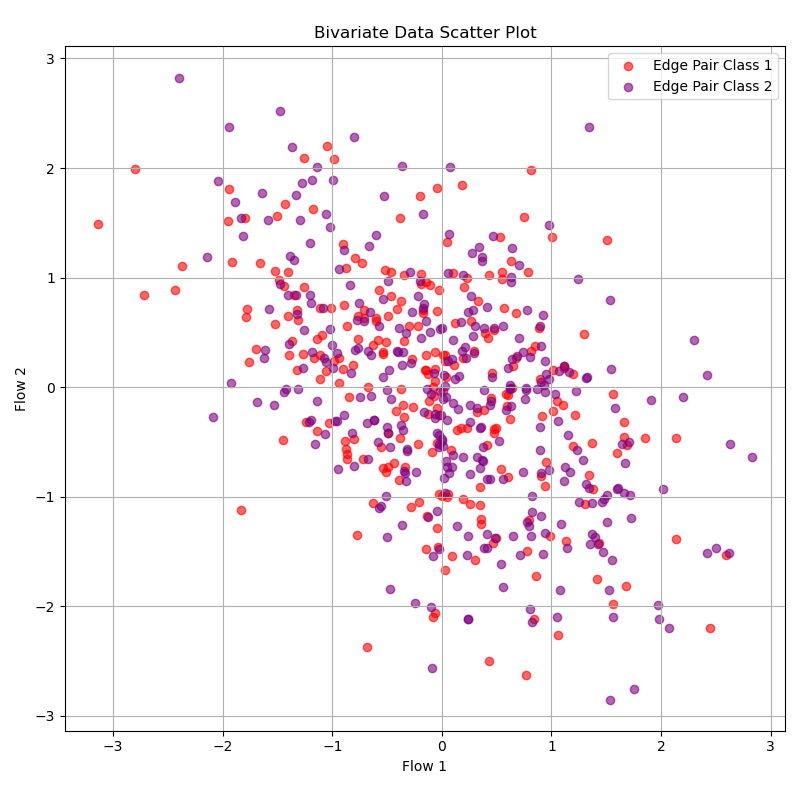 Bivariate Data Scatter Plot
Edge Pair Class 1
Edge Pair Class 2
3
2
1
0
−1
−2
−3
Flow 2
−3
−2
−1
0
1
2
3
Flow 1